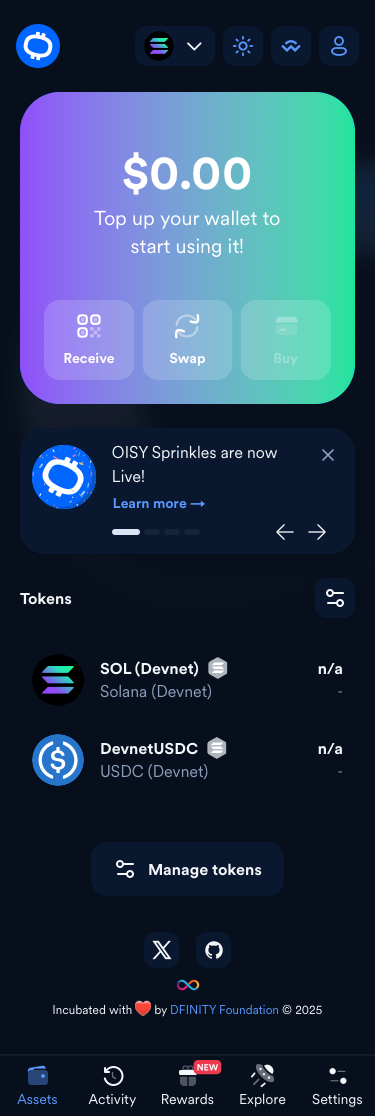 $0.00
Top up your wallet to
start using it!
Receive
Swap
Buy
OISY Sprinkles are now
Live!
Learn more →
Tokens
SOL (Devnet)
n/a
Solana (Devnet)
-
DevnetUSDC
n/a
USDC (Devnet)
-
Manage tokens
Incubated with ❤️ by DFINITY Foundation © 2025
NEW
Assets
Activity
Rewards
Explore
Settings